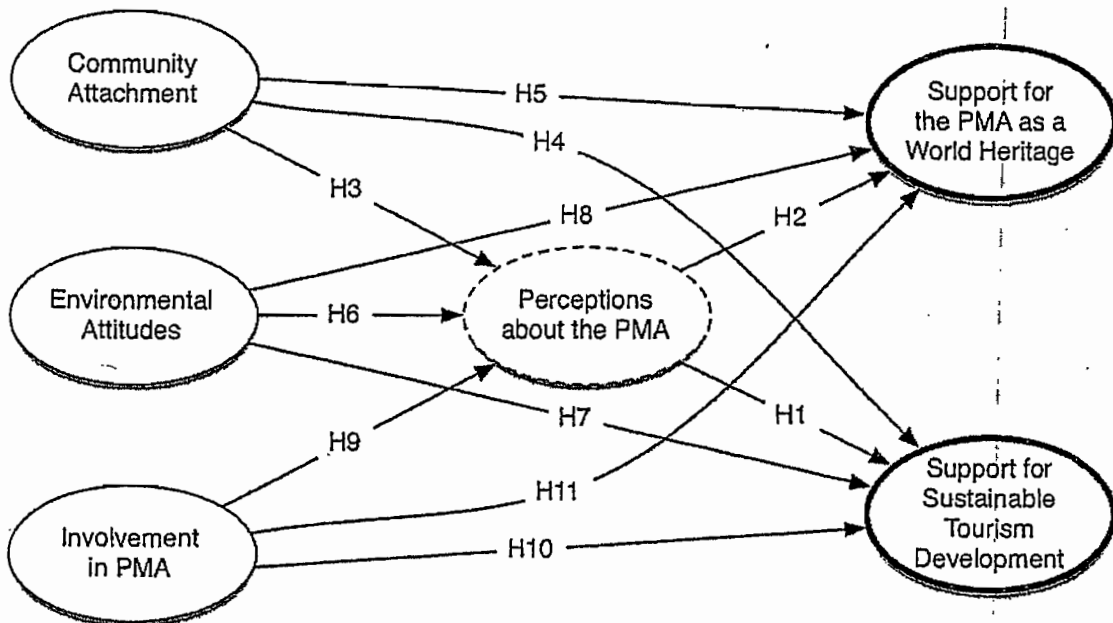 Community
Attachment
H5
Support for
the PMA as a
World Heritage
H4
H3
H8
H2
Environmental
Attitudes
H6
Perceptions
about the PMA
H7
H1
H9
Involvement
in PMA
H11
H10
Support for
Sustainable
Tourism
Development